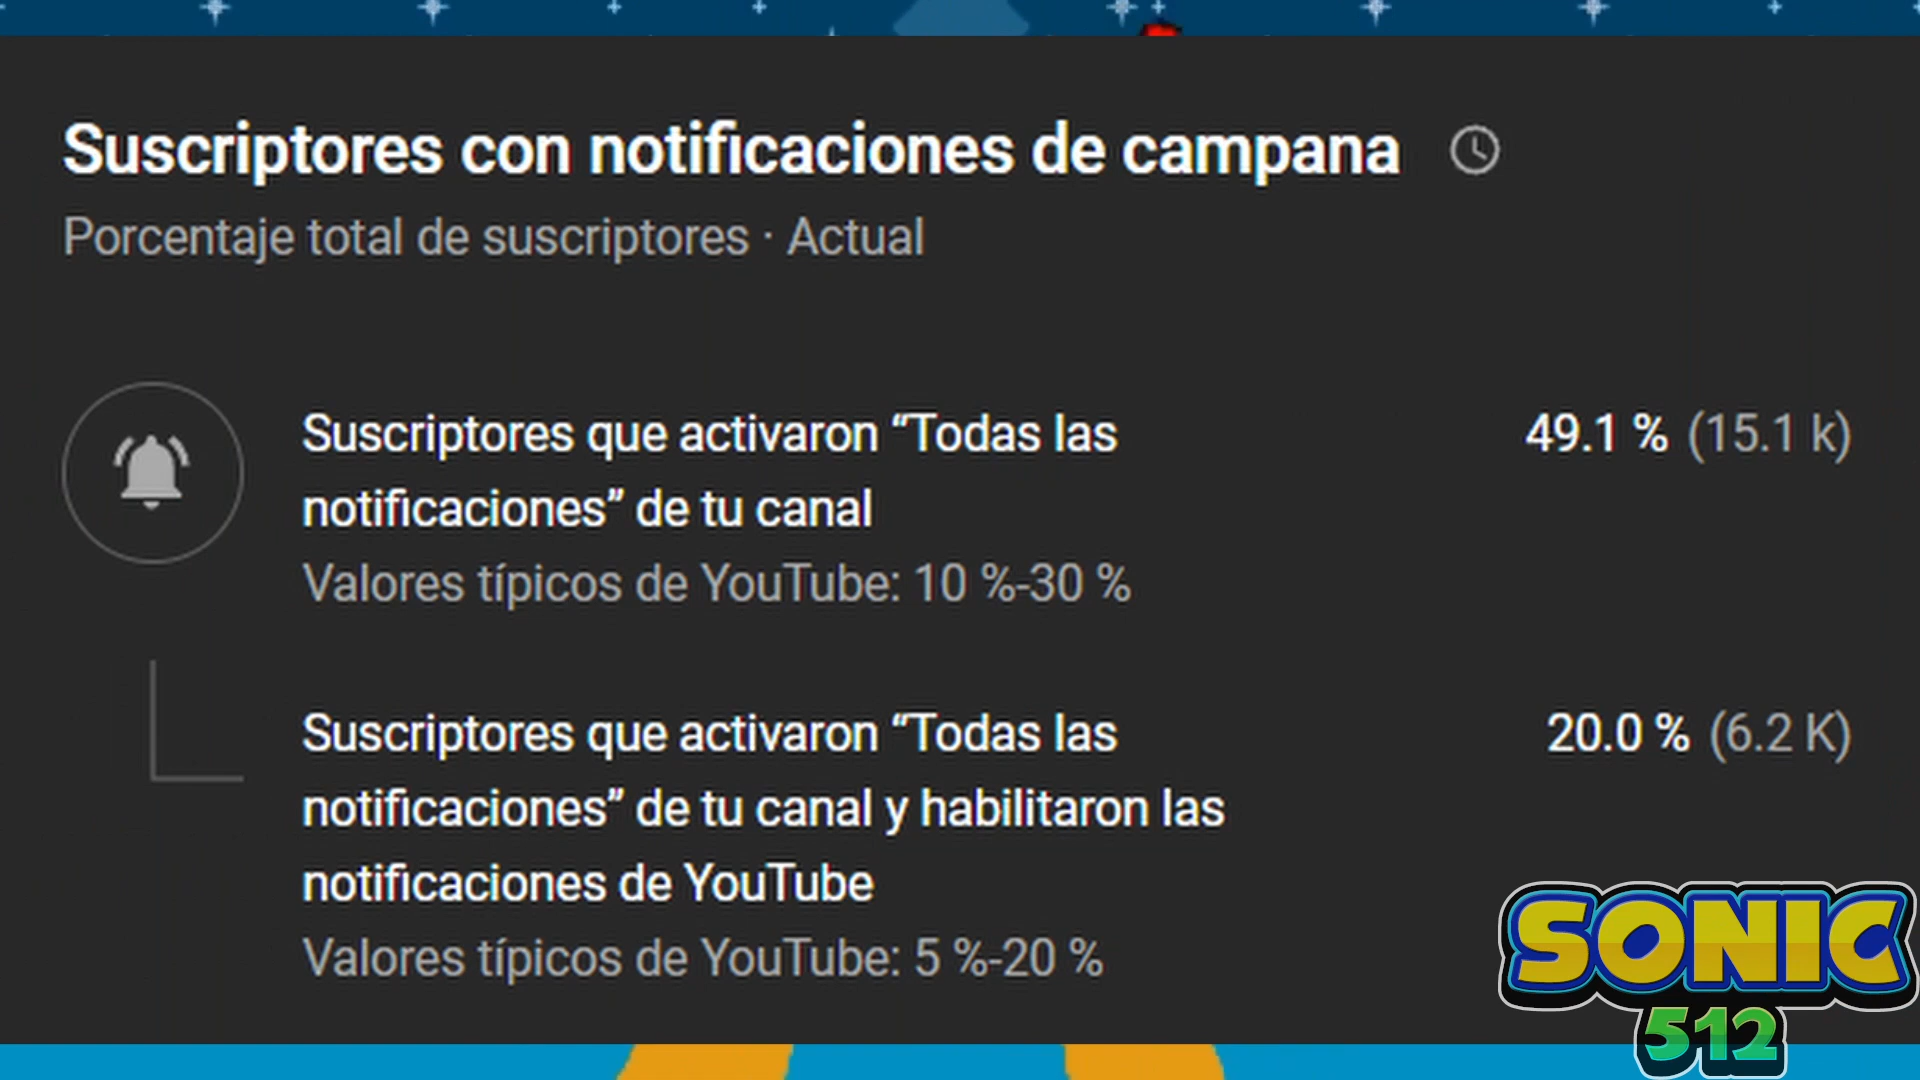 Suscriptores con notificaciones de campana
Porcentaje total de suscriptores · Actual
Suscriptores que activaron “Todas las
notificaciones” de tu canal
49.1 % (15.1 k)
Valores típicos de YouTube: 10 %-30 %
Suscriptores que activaron “Todas las
notificaciones” de tu canal y habilitaron las
notificaciones de YouTube
20.0 % (6.2 K)
Valores típicos de YouTube: 5 %-20 %
SONIC
512